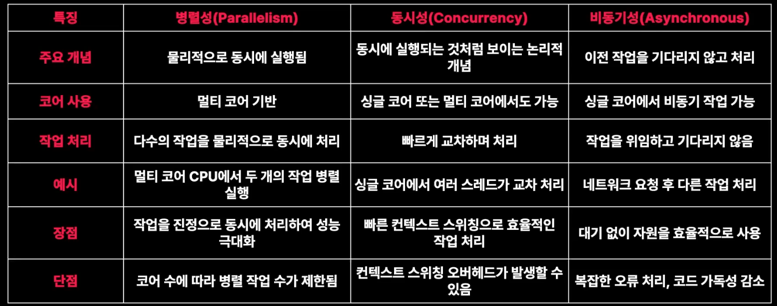 특징 병렬성(Parallelism) 동시성(Concurrency) 비동기성(Asynchronous)
주요 개념 물리적으로 동시에 실행됨 동시에 실행되는 것처럼 보이는 논리적 개념 이전 작업을 기다리지 않고 처리
코어 사용 멀티 코어 기반 싱글 코어 또는 멀티 코어에서도 가능 싱글 코어에서 비동기 작업 가능
작업 처리 다수의 작업을 물리적으로 동시에 처리 빠르게 교차하며 처리 작업을 위임하고 기다리지 않음
예시 멀티 코어 CPU에서 두 개의 작업 병렬 실행 싱글 코어에서 여러 스레드가 교차 처리 네트워크 요청 후 다른 작업 처리
장점 작업을 진정으로 동시에 처리하여 성능 극대화 빠른 컨텍스트 스위칭으로 효율적인 작업 처리 대기 없이 자원을 효율적으로 사용
단점 코어 수에 따라 병렬 작업 수가 제한됨 컨텍스트 스위칭 오버헤드가 발생할 수 있음 복잡한 오류 처리, 코드 가독성 감소